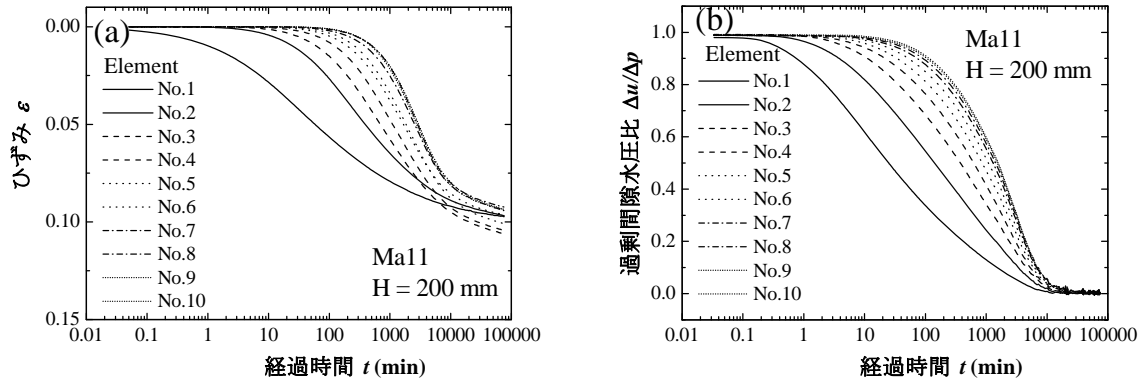 (a)
0.00
0.05
0.10
0.15
ひずみ ε
Element
No.1
No.2
No.3
No.4
No.5
No.6
No.7
No.8
No.9
No.10
Ma11
H = 200 mm
0.01 0.1 1 10 100 1000 10000 100000
経過時間 t (min)
(b)
1.0
0.8
0.6
0.4
0.2
0.0
過剰間隙水圧比 Δu/Δp
Element
No.1
No.2
No.3
No.4
No.5
No.6
No.7
No.8
No.9
No.10
Ma11
H = 200 mm
0.01 0.1 1 10 100 1000 10000 100000
経過時間 t (min)